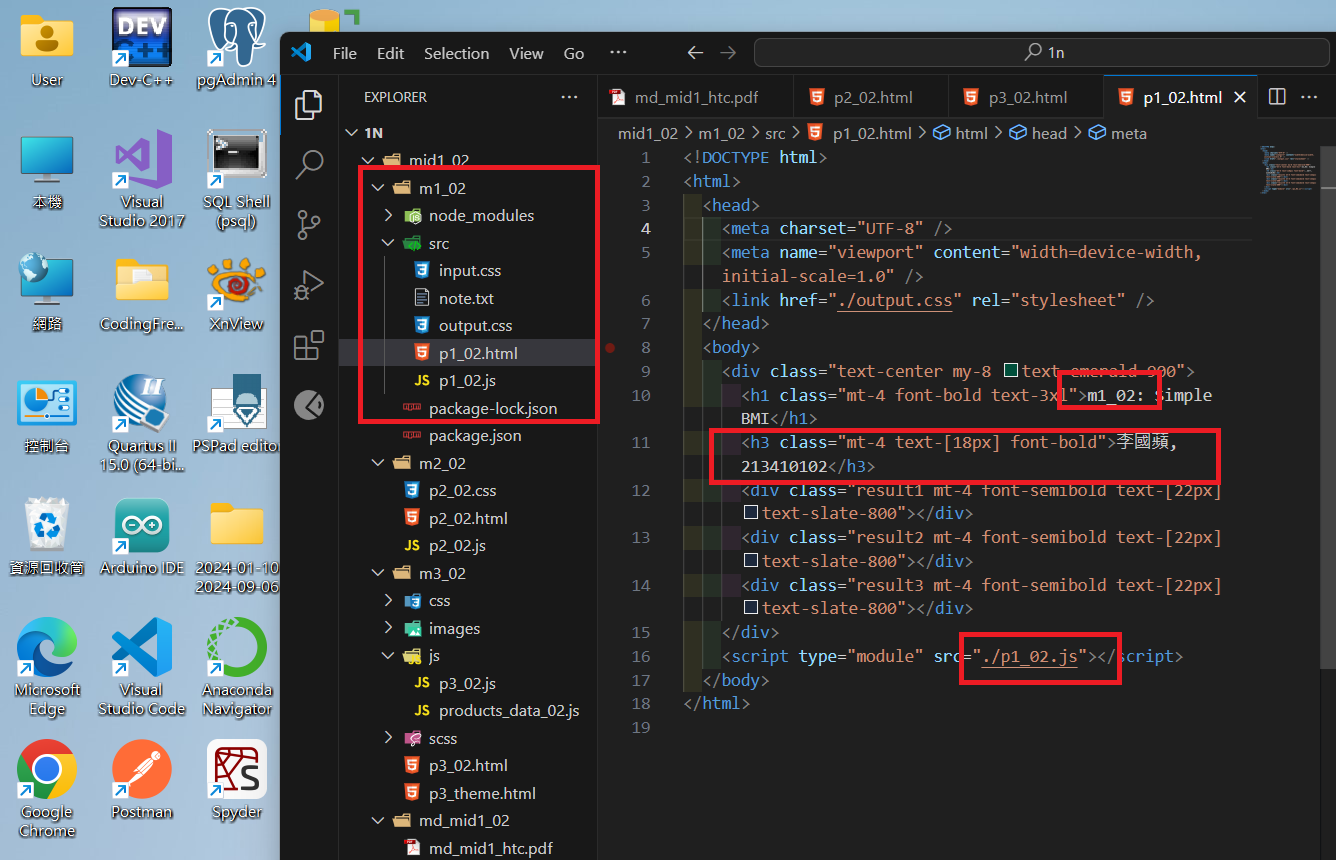 User
Dev-C++
pgAdmin 4
本機
Visual
Studio 2017
SQL Shell
(psql)
網路
CodingFre...
XnView
控制台
Quartus II
15.0 (64-bi...
PSPad editor
資源回收筒
Arduino IDE
2024-01-10
2024-09-06
Microsoft
Edge
Visual
Studio Code
Anaconda
Navigator
Google
Chrome
Postman
Spyder
File Edit Selection View Go ...
1n
EXPLORER
1N
mid1_02
m1_02
node_modules
src
input.css
note.txt
output.css
p1_02.html
JS p1_02.js
package-lock.json
package.json
m2_02
p2_02.css
p2_02.html
JS p2_02.js
m3_02
css
images
js
JS p3_02.js
JS products_data_02.js
scss
p3_02.html
p3_theme.html
md_mid1_02
md_mid1_htc.pdf
md_mid1_htc.pdf p2_02.html p3_02.html p1_02.html
mid1_02 > m1_02 > src > p1_02.html > html > head > meta
1 <!DOCTYPE html>
2 <html>
3 <head>
4 <meta charset="UTF-8" />
5 <meta name="viewport" content="width=device-width,
initial-scale=1.0" />
6 <link href="./output.css" rel="stylesheet" />
7 </head>
8 <body>
9 <div class="text-center my-8 text-emerald-900">
10 <h1 class="mt-4 font-bold text-3xl">m1_02: Simple
BMI</h1>
11 <h3 class="mt-4 text-[18px] font-bold">李國蘋,
213410102</h3>
12 <div class="result1 mt-4 font-semibold text-[22px]
text-slate-800"></div>
13 <div class="result2 mt-4 font-semibold text-[22px]
text-slate-800"></div>
14 <div class="result3 mt-4 font-semibold text-[22px]
text-slate-800"></div>
15 </div>
16 <script type="module" src="./p1_02.js"></script>
17 </body>
18 </html>
19